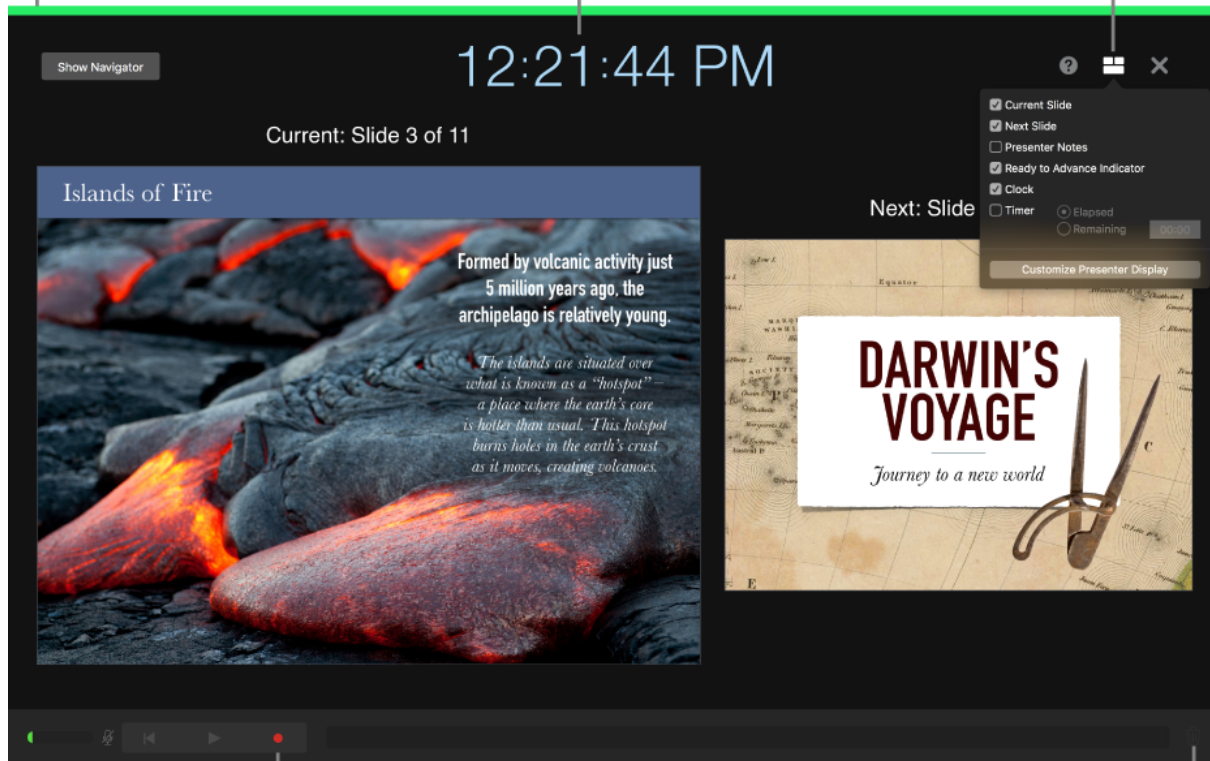 12:21:44 PM
Show Navigator
Current Slide
Next Slide
Presenter Notes
Ready to Advance Indicator
Clock
Timer
Elapsed
Remaining
00:00
Customize Presenter Display
Current: Slide 3 of 11
Next: Slide
Islands of Fire
Formed by volcanic activity just
5 million years ago, the
archipelago is relatively young.
The islands are situated over
what is known as a “hotspot” –
a place where the earth’s core
is hotter than usual. This hotspot
burns holes in the earth’s crust
as it moves, creating volcanoes.
Equator
DARWIN’S
VOYAGE
Journey to a new world
C
E